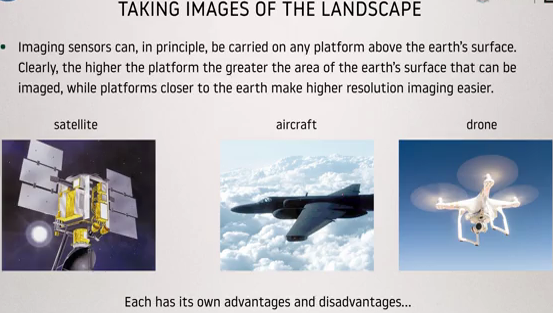 TAKING IMAGES OF THE LANDSCAPE
• Imaging sensors can, in principle, be carried on any platform above the earth's surface.
Clearly, the higher the platform the greater the area of the earth's surface that can be
imaged, while platforms closer to the earth make higher resolution imaging easier.
satellite aircraft drone
Each has its own advantages and disadvantages...